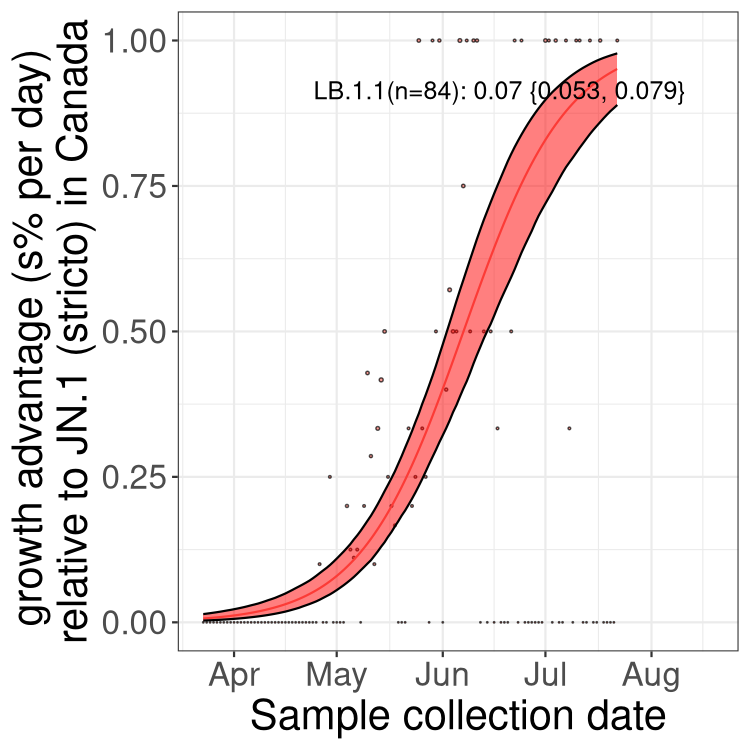 growth advantage (s% per day)
relative to JN.1 (stricto) in Canada
1.00
0.75
0.50
0.25
0.00
LB.1.1(n=84): 0.07 {0.053, 0.079}
Apr May Jun Jul Aug
Sample collection date